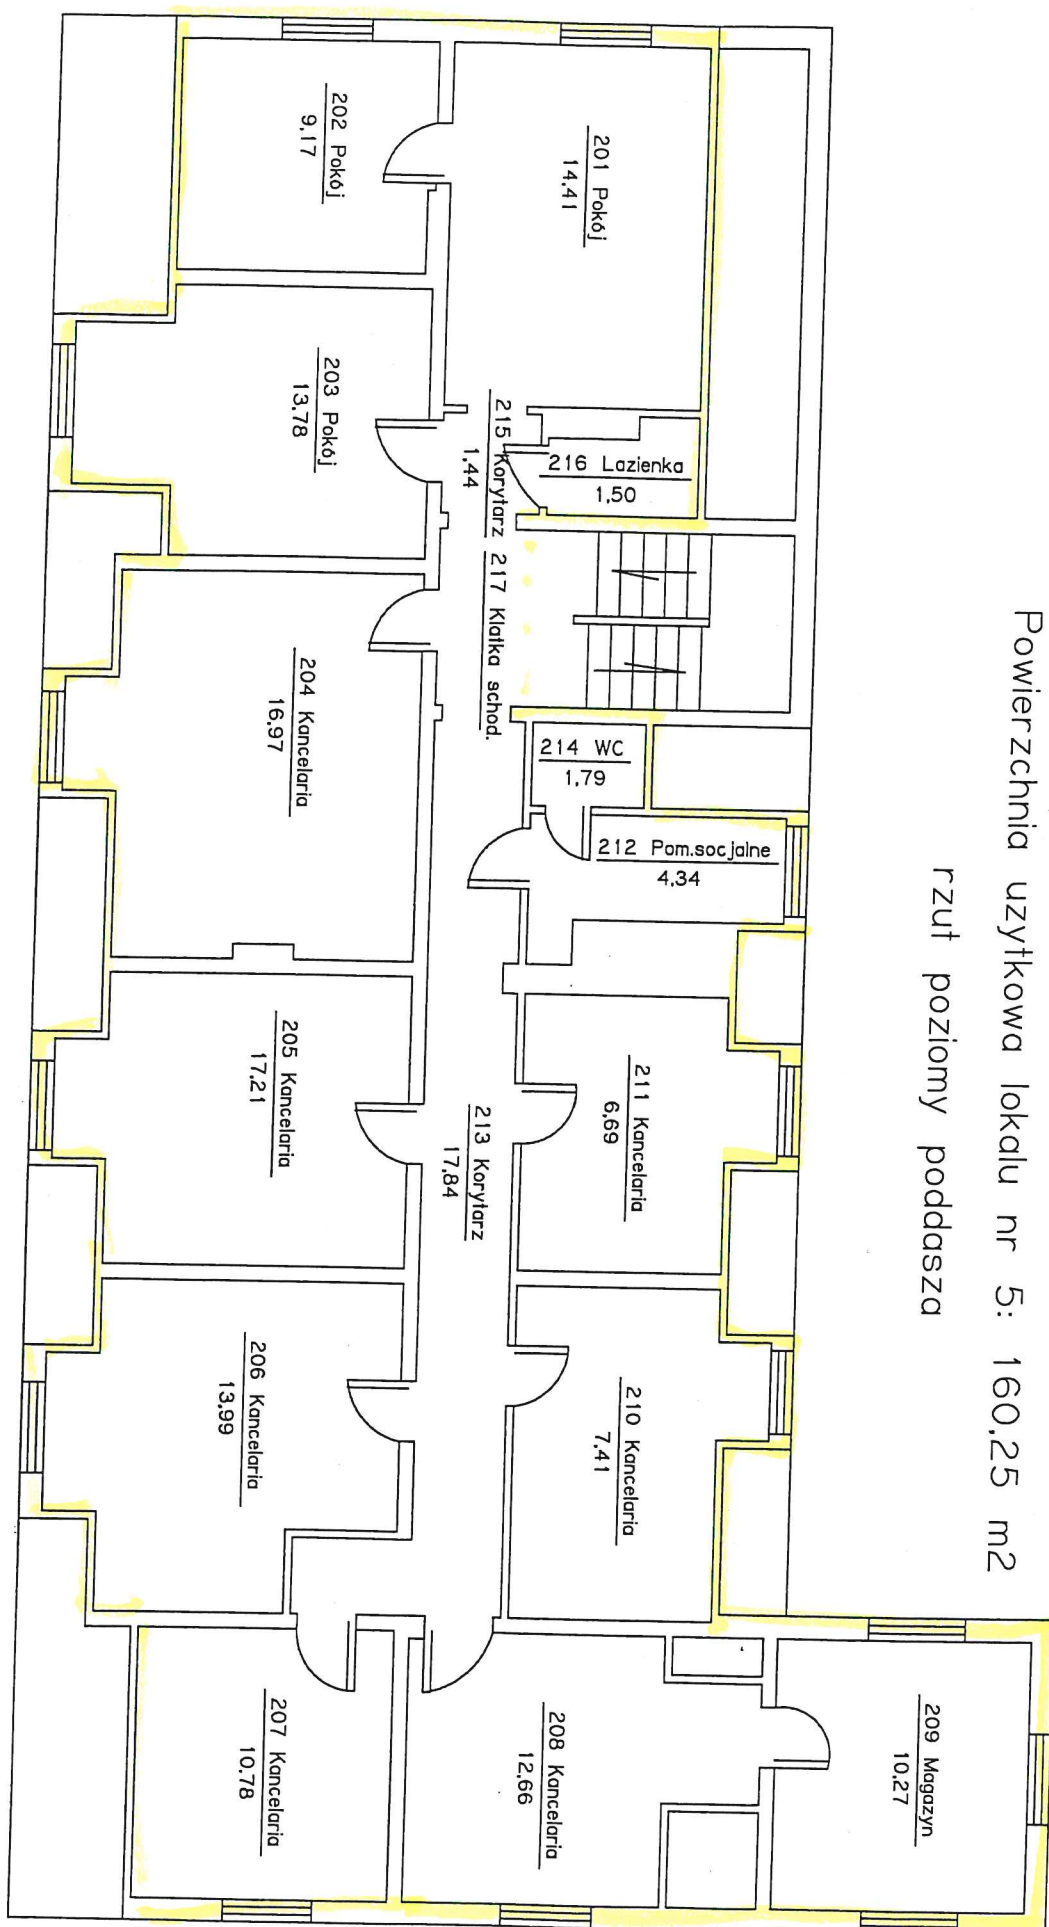 Powierzchnia uzytkowa lokalu nr 5: 160,25 m2
rzut poziomy poddasza
201 Pokój
14,41
202 Pokój
9,17
203 Pokój
13,78
215 Korytarz
1,44
216 Lazienka
1,50
217 Klatka schod.
204 Kancelaria
16,97
214 WC
1,79
212 Pom.socjalne
4,34
205 Kancelaria
17,21
211 Kancelaria
6,69
213 Korytarz
17,84
206 Kancelaria
13,99
210 Kancelaria
7,41
207 Kancelaria
10,78
208 Kancelaria
12,66
209 Magazyn
10,27